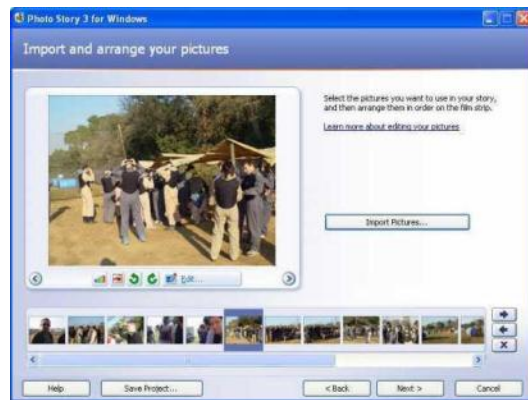 Photo Story 3 for Windows
Import and arrange your pictures
Select the pictures you want to use in your story,
and then arrange them in order on the film strip.
Learn more about editing your pictures
Import Pictures...
Edit...
Help
Save Project...
< Back
Next >
Cancel